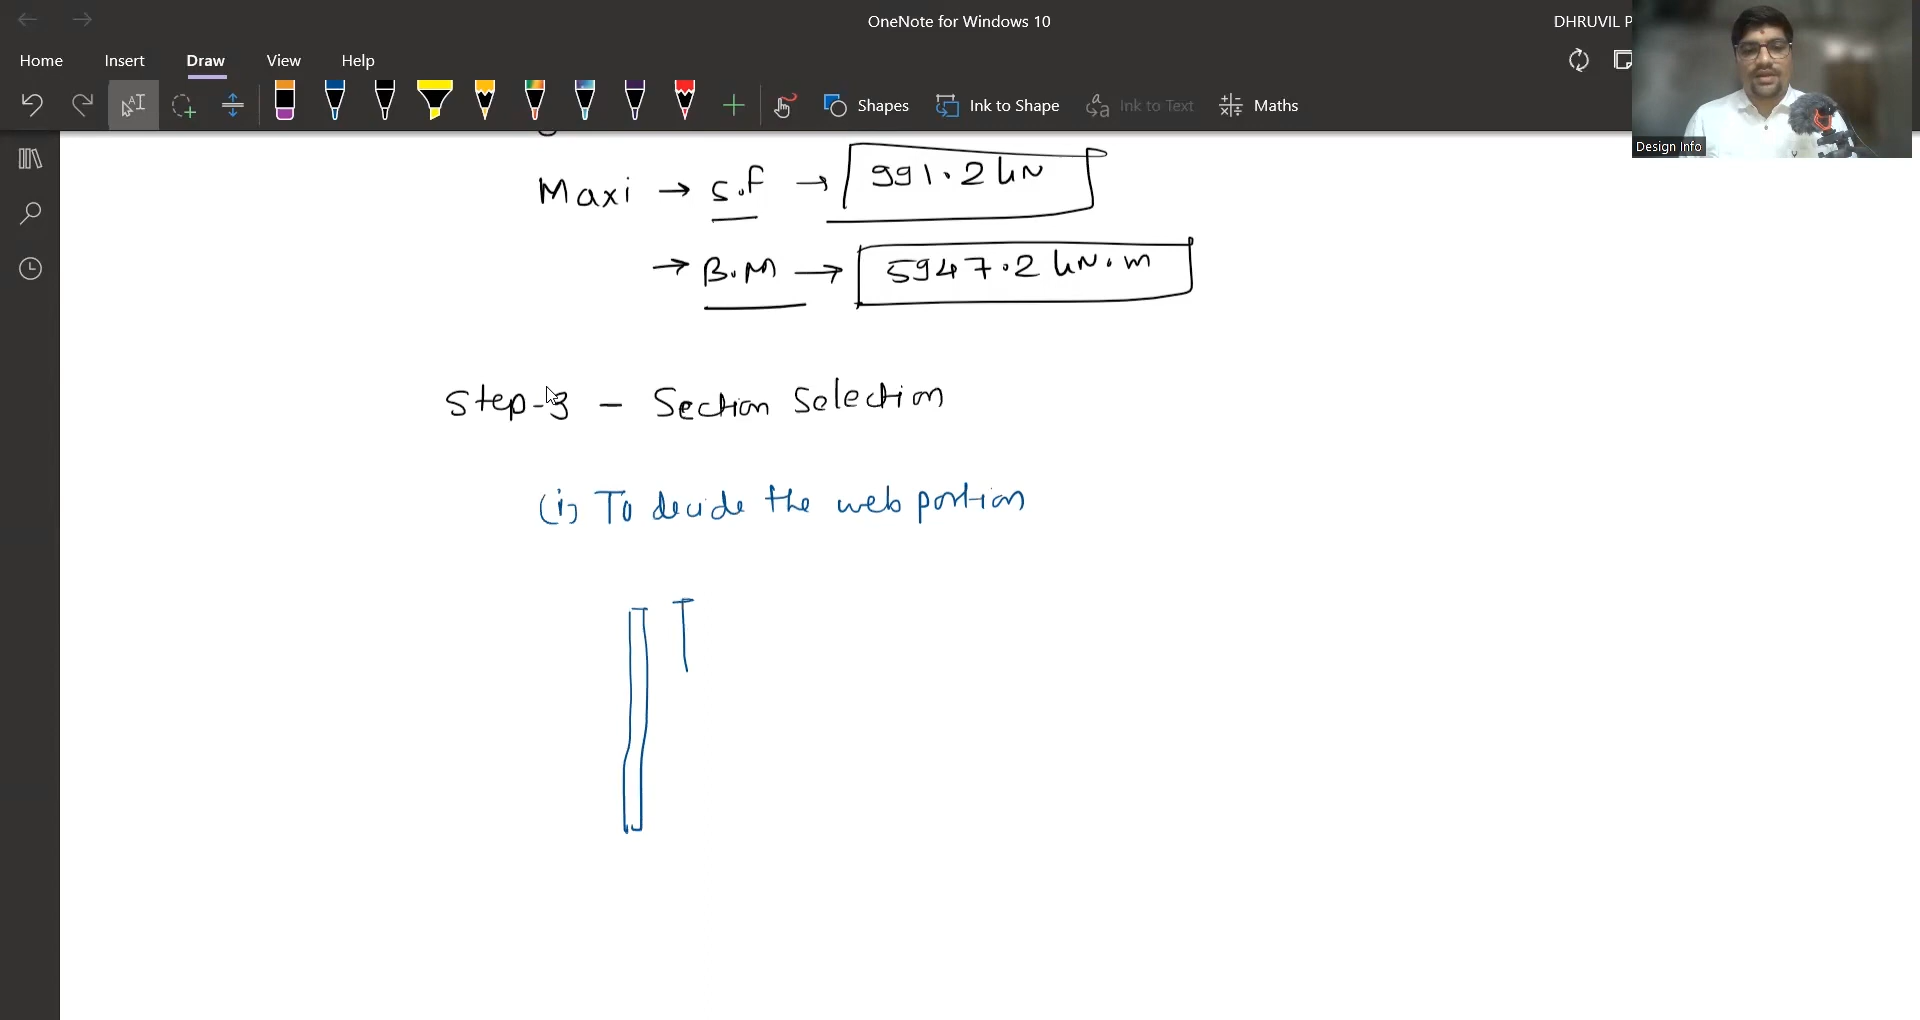 OneNote for Windows 10
DHRUVIL P
Home Insert Draw View Help
Shapes Ink to Shape Ink to Text Maths
Design Info
Maxi → S.F → 991.2 kN
→ B.M → 5947.2 kN.m
Step-3 - Section Selection
(i) To decide the web portion